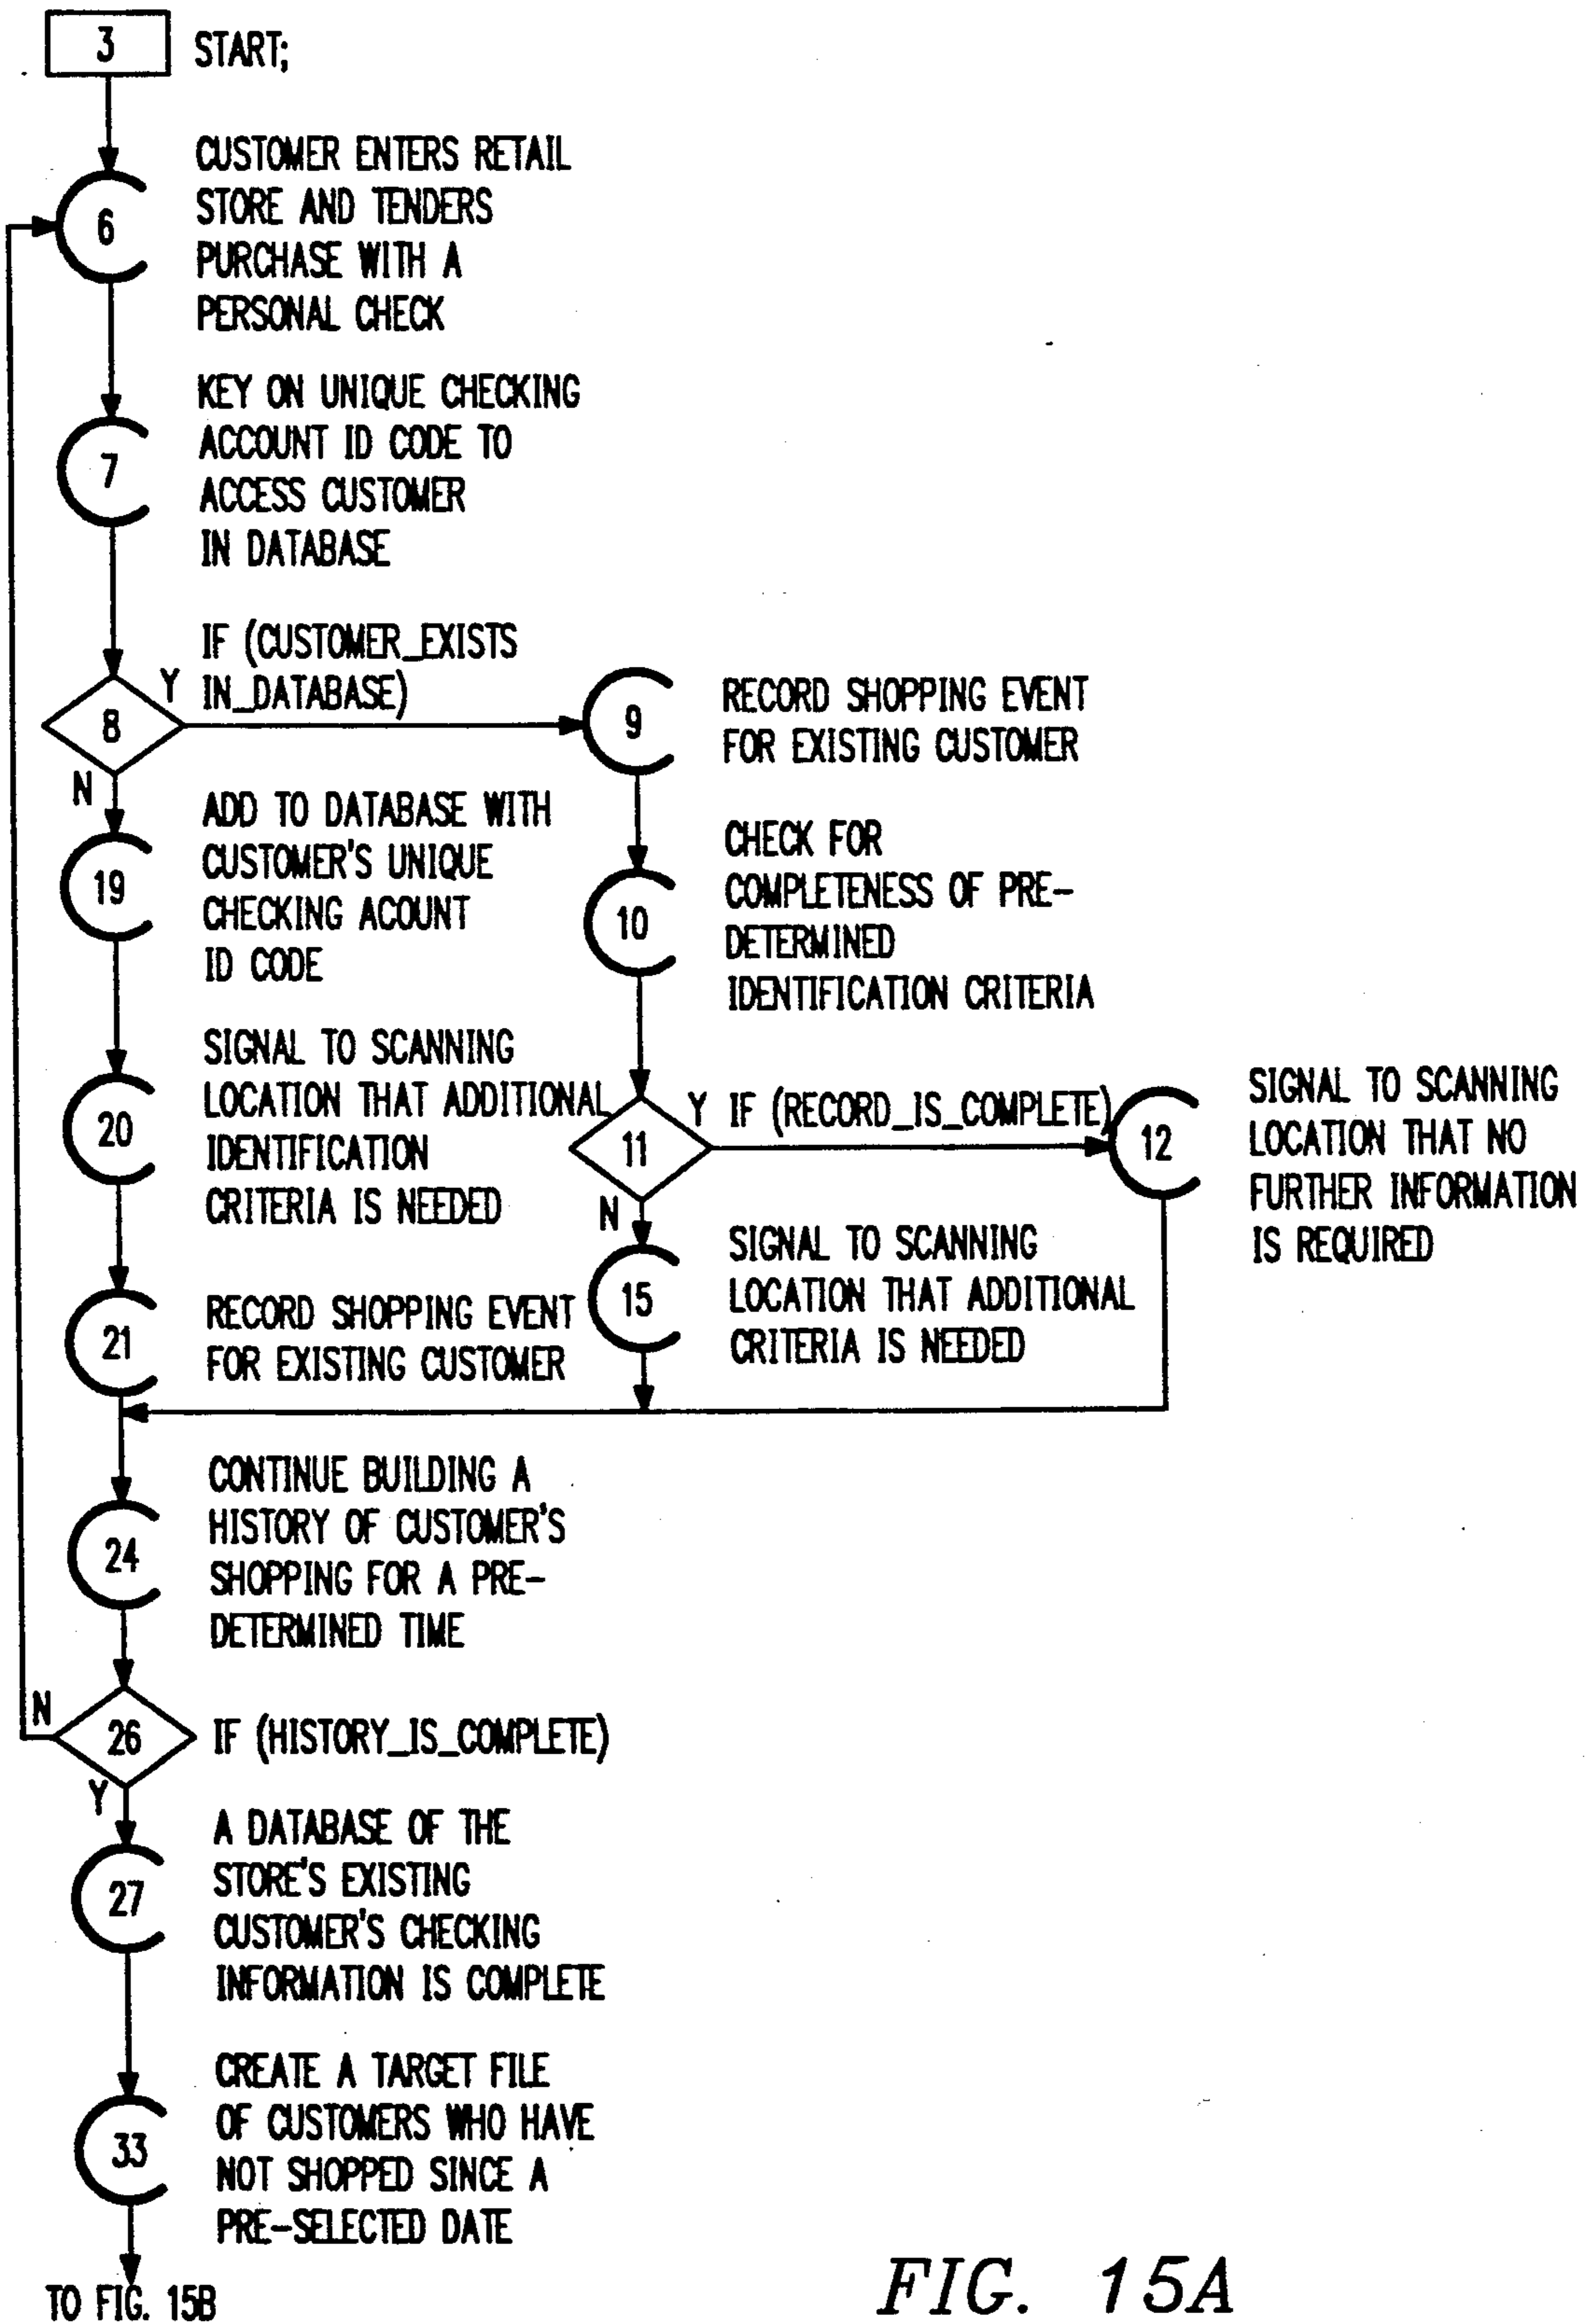 3 START;
CUSTOMER ENTERS RETAIL
STORE AND TENDERS
6
PURCHASE WITH A
PERSONAL CHECK
KEY ON UNIQUE CHECKING
ACCOUNT ID CODE TO
7
ACCESS CUSTOMER
IN DATABASE
IF (CUSTOMER_EXISTS
Y IN_DATABASE)
8
N
9
RECORD SHOPPING EVENT
FOR EXISTING CUSTOMER
CHECK FOR
COMPLETENESS OF PRE-
10
DETERMINED
IDENTIFICATION CRITERIA
11
Y IF (RECORD_IS_COMPLETE)
N
12
SIGNAL TO SCANNING
LOCATION THAT NO
FURTHER INFORMATION
IS REQUIRED
15
SIGNAL TO SCANNING
LOCATION THAT ADDITIONAL
CRITERIA IS NEEDED
ADD TO DATABASE WITH
CUSTOMER'S UNIQUE
19
CHECKING ACOUNT
ID CODE
SIGNAL TO SCANNING
LOCATION THAT ADDITIONAL
20
IDENTIFICATION
CRITERIA IS NEEDED
21
RECORD SHOPPING EVENT
FOR EXISTING CUSTOMER
CONTINUE BUILDING A
HISTORY OF CUSTOMER'S
24
SHOPPING FOR A PRE-
DETERMINED TIME
N
26 IF (HISTORY_IS_COMPLETE)
Y
A DATABASE OF THE
STORE'S EXISTING
27
CUSTOMER'S CHECKING
INFORMATION IS COMPLETE
CREATE A TARGET FILE
OF CUSTOMERS WHO HAVE
33
NOT SHOPPED SINCE A
PRE-SELECTED DATE
TO FIG. 15B
FIG. 15A